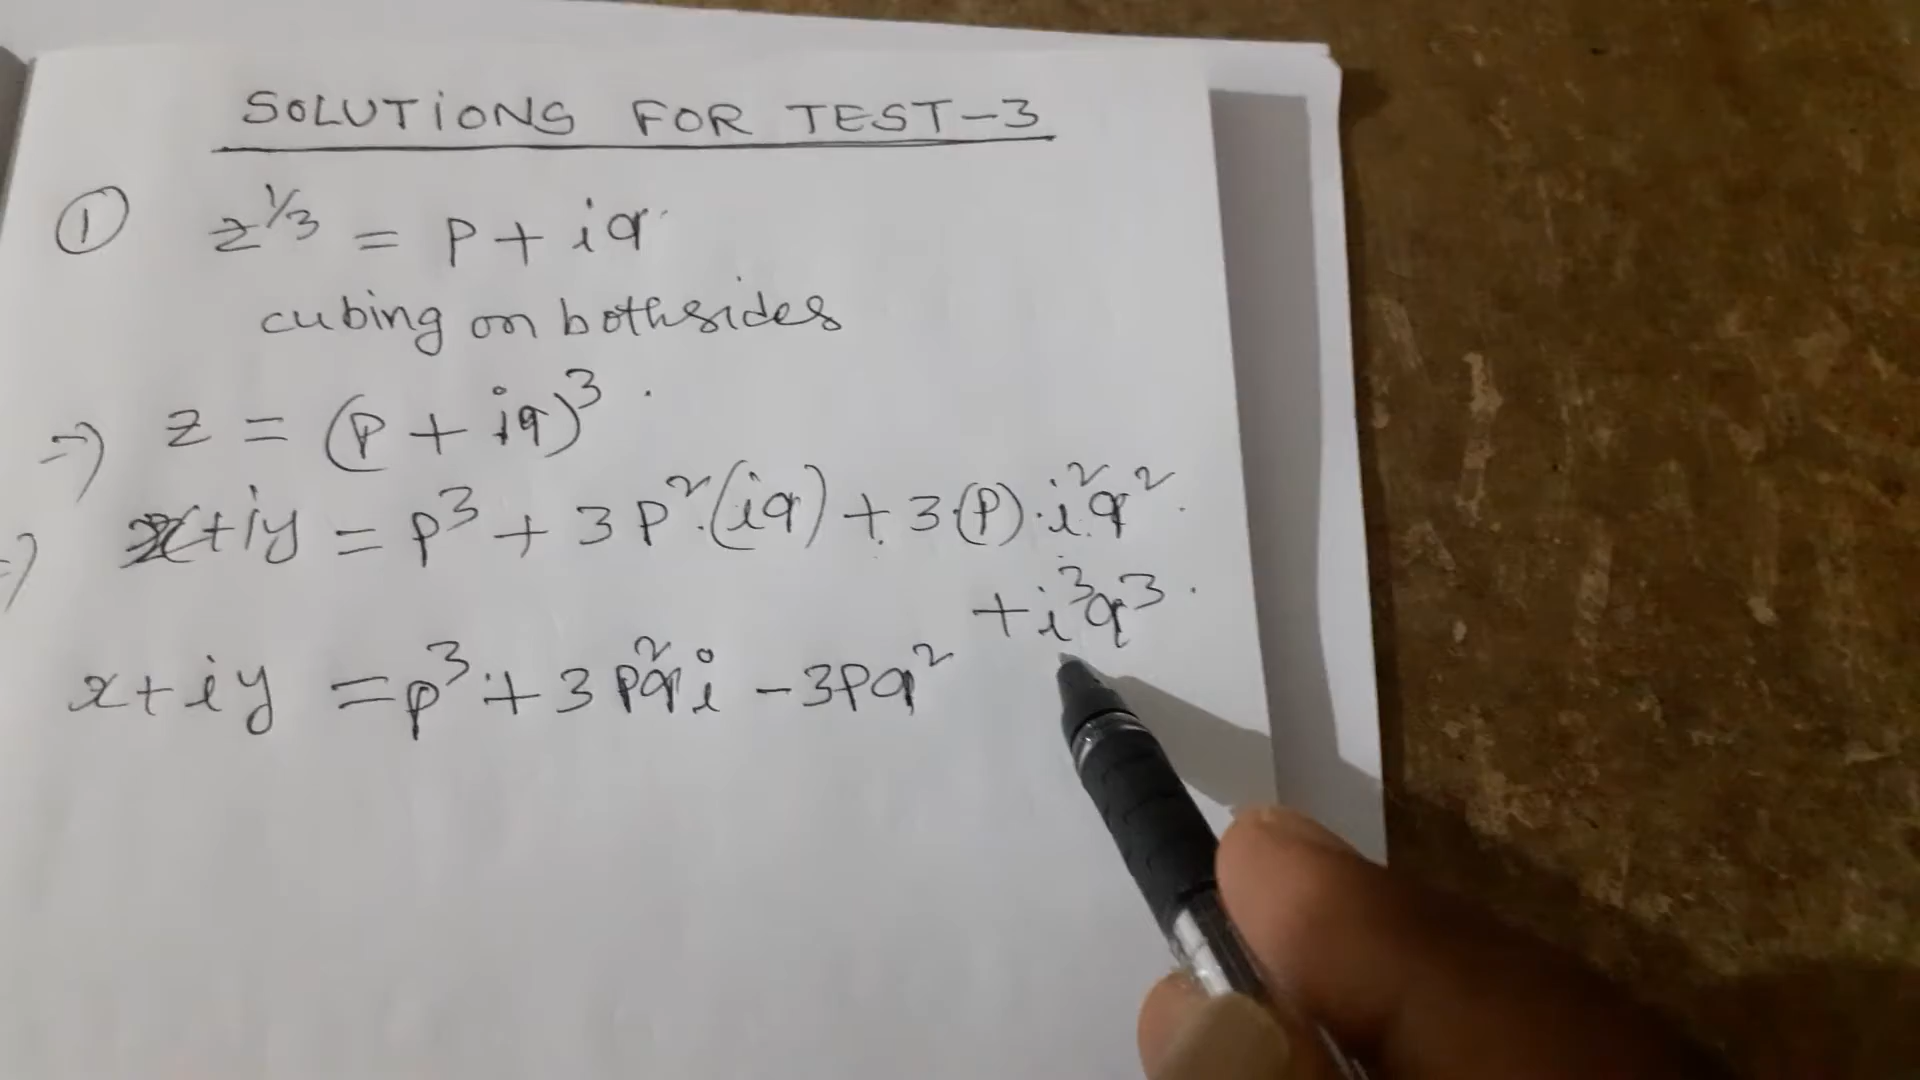 SOLUTIONS FOR TEST-3
① z^1/3 = p + iq.
cubing on bothsides
=) z = (p + iq)^3.
=) x+iy = p^3 + 3p^2.(iq) + 3.(p).i^2q^2.
+i^3q^3.
x+iy = p^3 + 3p^2qi - 3pq^2